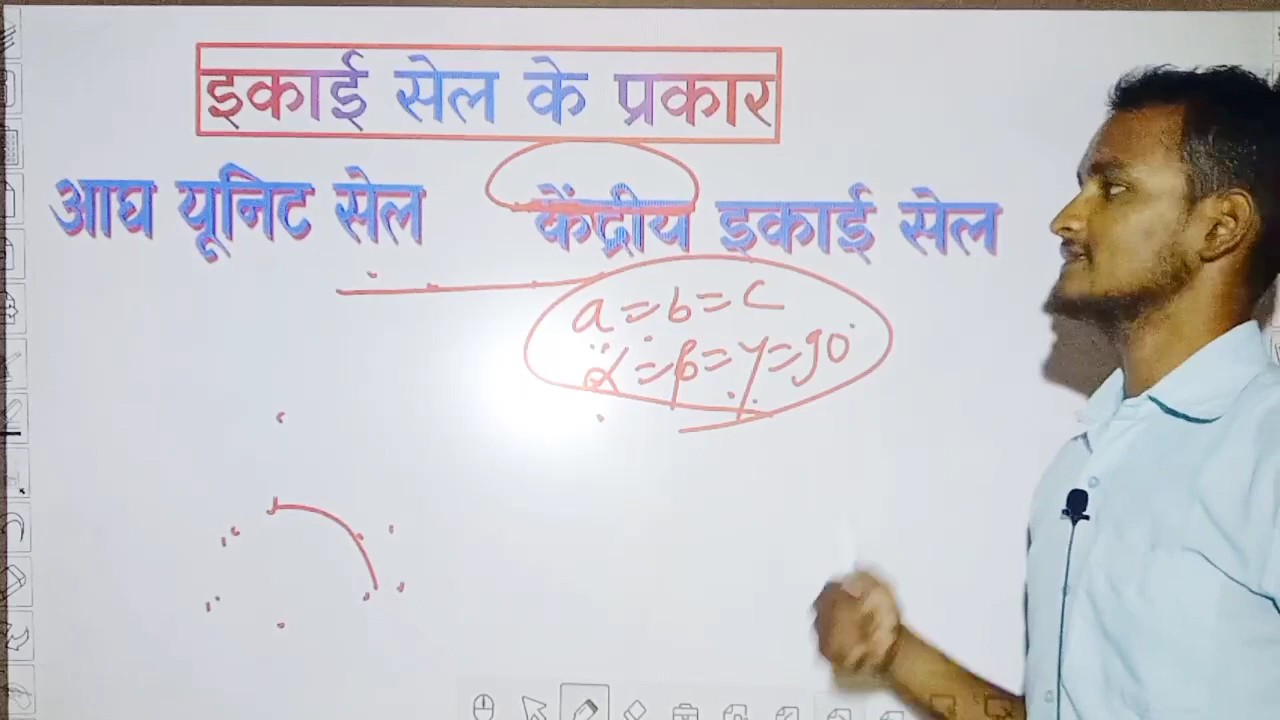 इकाई सेल के प्रकार
आद्य यूनिट सेल
केंद्रीय इकाई सेल
a = b = c
α = β = γ = 90°